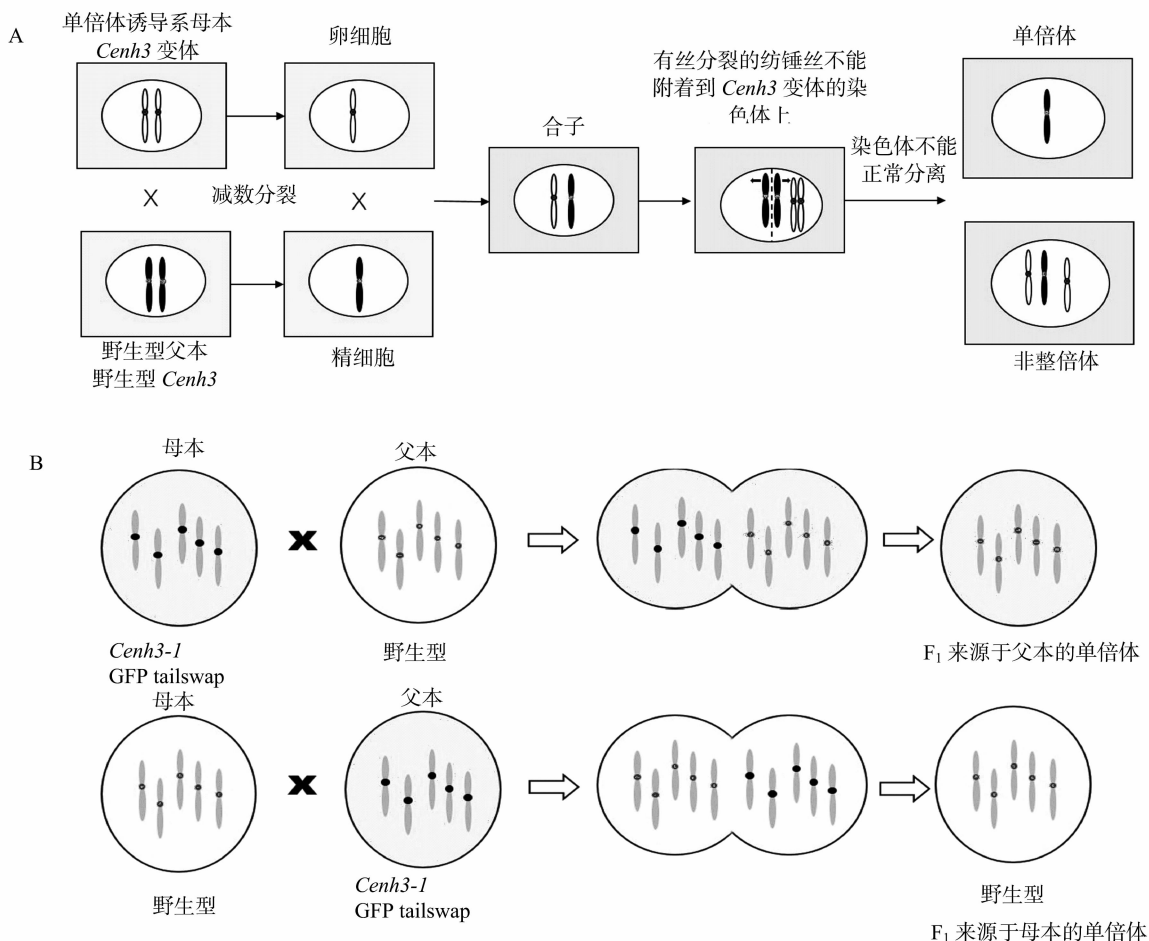 A
单倍体诱导系母本
Cenh3 变体
卵细胞
减数分裂
野生型父本
野生型 Cenh3
精细胞
合子
有丝分裂的纺锤丝不能
附着到 Cenh3 变体的染
色体上
染色体不能
正常分离
单倍体
非整倍体
B
母本
父本
Cenh3-1
GFP tailswap
野生型
F₁ 来源于父本的单倍体
母本
父本
野生型
Cenh3-1
GFP tailswap
野生型
F₁ 来源于母本的单倍体